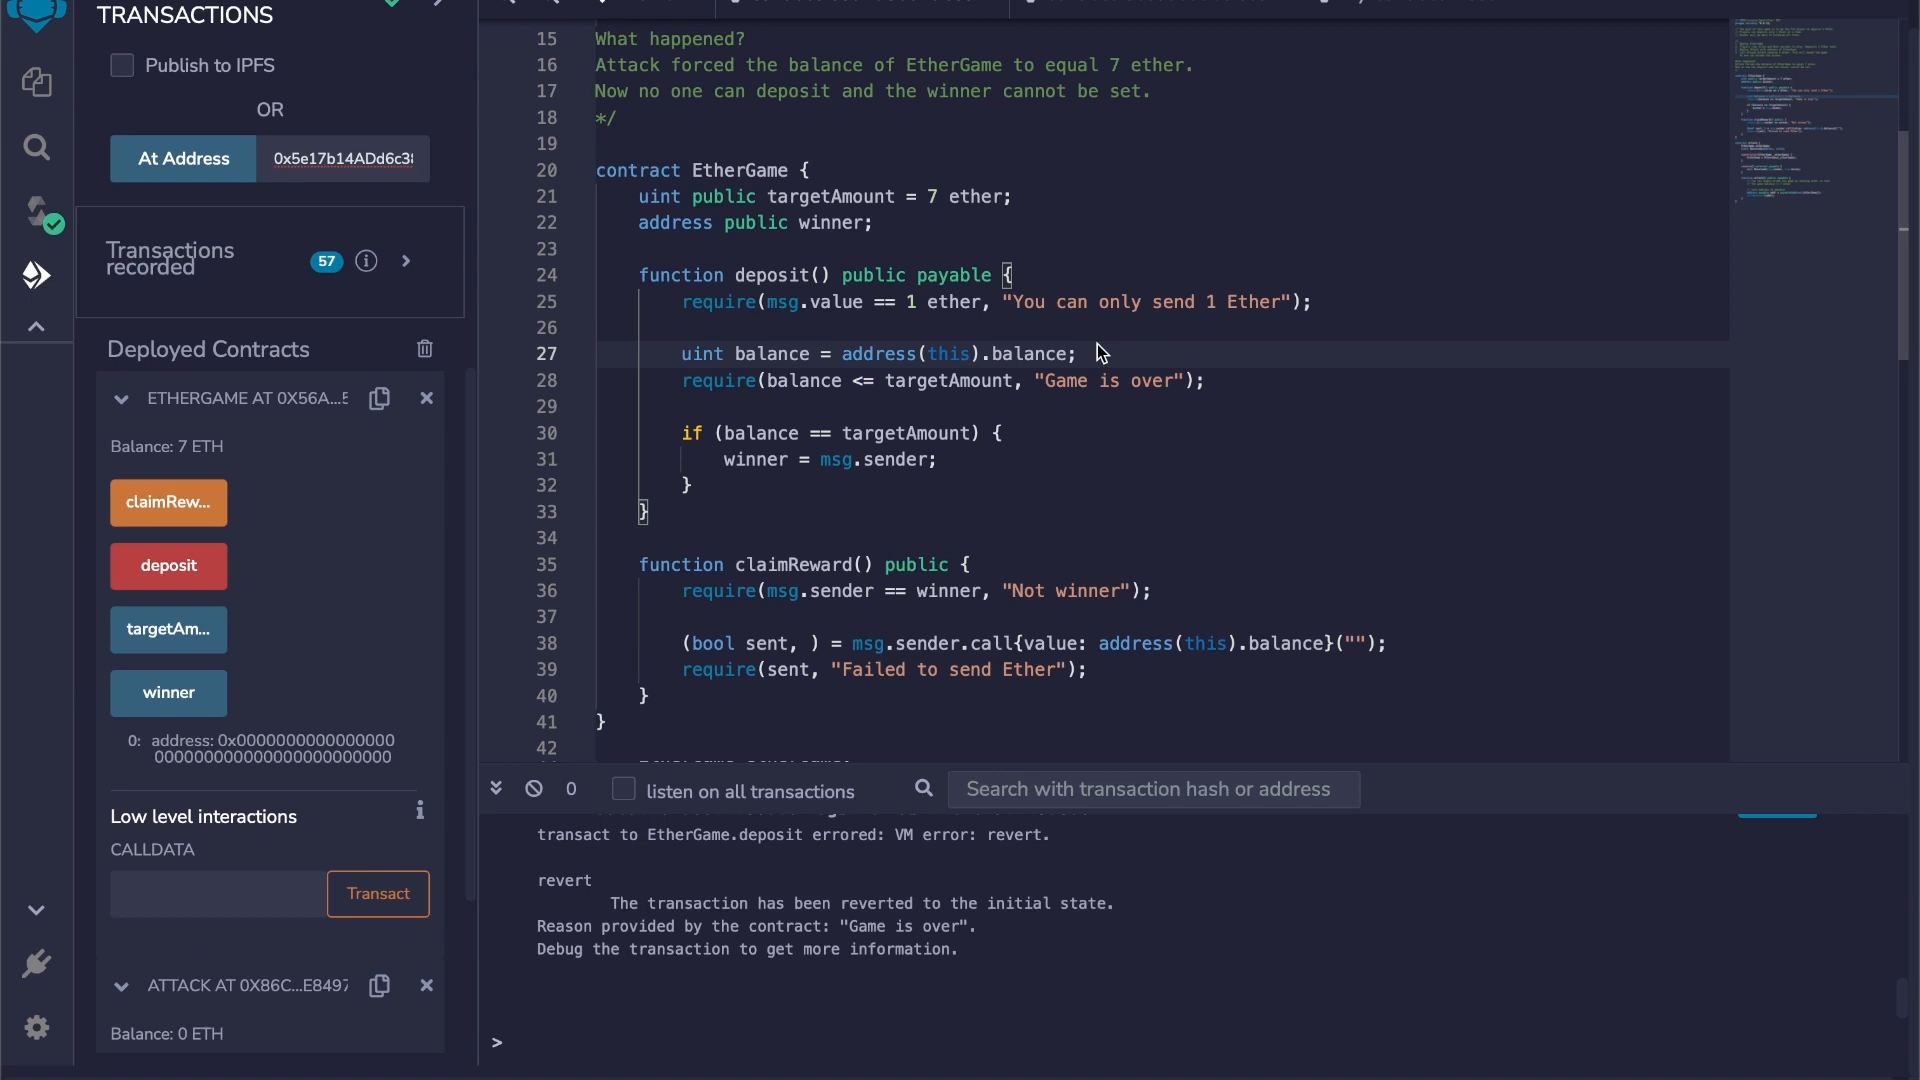 TRANSACTIONS
Publish to IPFS
OR
At Address
0x5e17b14ADd6c3
Transactions
recorded
57
Deployed Contracts
ETHERGAME AT 0X56A...5
Balance: 7 ETH
claimRew...
deposit
targetAm...
winner
0: address: 0x0000000000000000
000000000000000000000000
Low level interactions
CALLDATA
Transact
ATTACK AT 0X86C...E8497
Balance: 0 ETH
15 What happened?
16 Attack forced the balance of EtherGame to equal 7 ether.
17 Now no one can deposit and the winner cannot be set.
18 */
19
20 contract EtherGame {
21 uint public targetAmount = 7 ether;
22 address public winner;
23
24 function deposit() public payable {
25 require(msg.value == 1 ether, "You can only send 1 Ether");
26
27 uint balance = address(this).balance;
28 require(balance <= targetAmount, "Game is over");
29
30 if (balance == targetAmount) {
31 winner = msg.sender;
32 }
33 }
34
35 function claimReward() public {
36 require(msg.sender == winner, "Not winner");
37
38 (bool sent, ) = msg.sender.call{value: address(this).balance}("");
39 require(sent, "Failed to send Ether");
40 }
41 }
42
0
listen on all transactions
Search with transaction hash or address
transact to EtherGame.deposit errored: VM error: revert.
revert
The transaction has been reverted to the initial state.
Reason provided by the contract: "Game is over".
Debug the transaction to get more information.
>